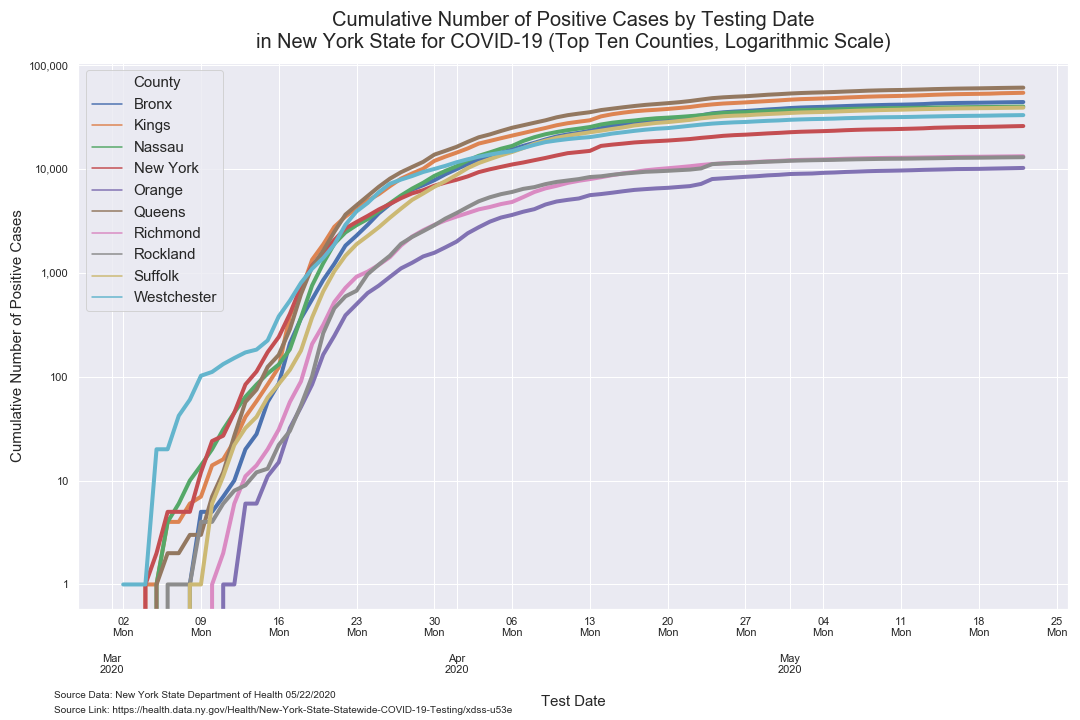 Cumulative Number of Positive Cases by Testing Date
in New York State for COVID-19 (Top Ten Counties, Logarithmic Scale)
100,000
10,000
1,000
100
10
1
Cumulative Number of Positive Cases
County
Bronx
Kings
Nassau
New York
Orange
Queens
Richmond
Rockland
Suffolk
Westchester
02 09 16 23 30 06 13 20 27 04 11 18 25
Mon Mon Mon Mon Mon Mon Mon Mon Mon Mon Mon Mon Mon
Mar Apr May
2020 2020 2020
Test Date
Source Data: New York State Department of Health 05/22/2020
Source Link: https://health.data.ny.gov/Health/New-York-State-Statewide-COVID-19-Testing/xdss-u53e